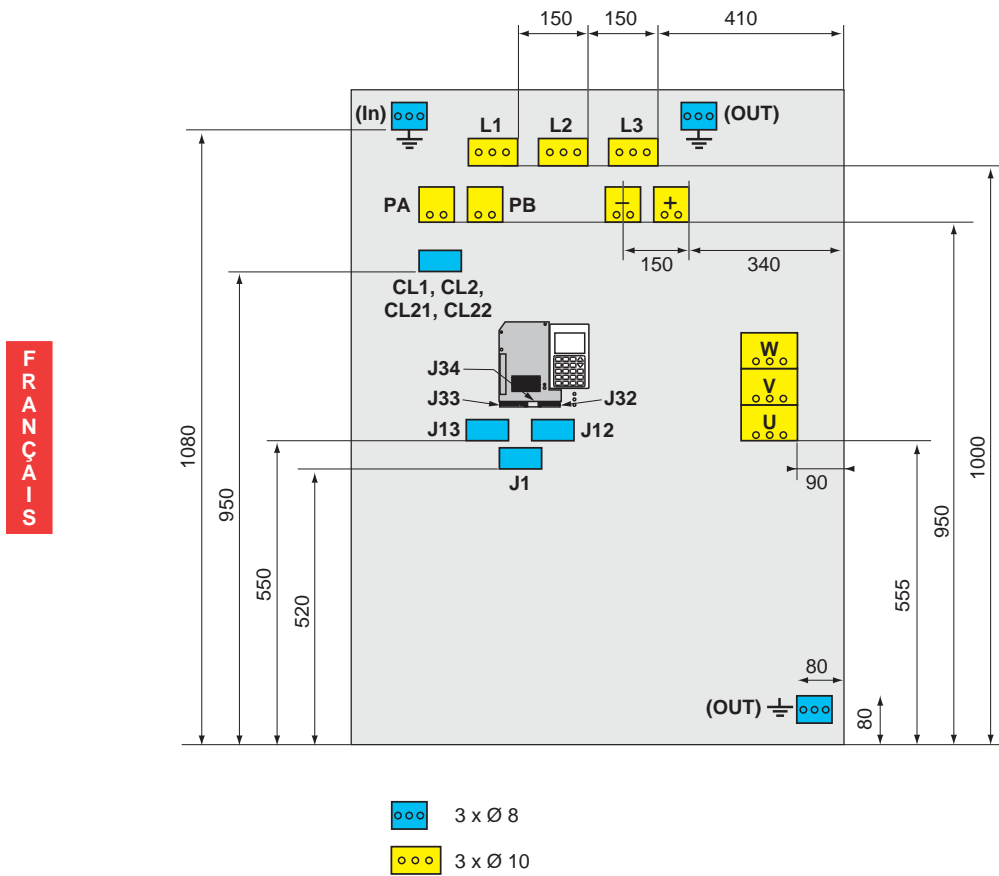 150 150 410
(In) (OUT)
L1 L2 L3
PA PB − +
150 340
CL1, CL2,
CL21, CL22
W
V
U
J34
J33 J32
J13 J12
J1
90
FRANÇAIS
1080
950
550
520
1000
950
555
80
(OUT)
80
3 x Ø 8
3 x Ø 10